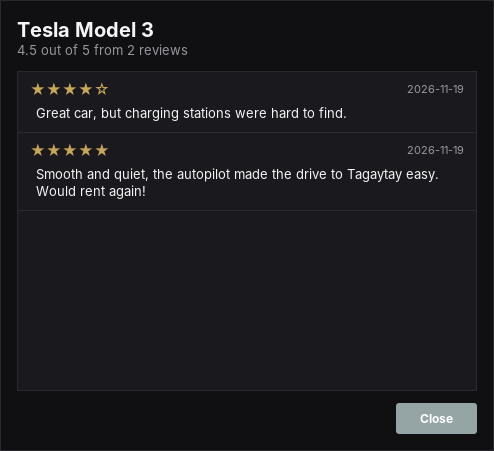 Tesla Model 3
4.5 out of 5 from 2 reviews
★★★★☆ 2026-11-19
Great car, but charging stations were hard to find.
★★★★★ 2026-11-19
Smooth and quiet, the autopilot made the drive to Tagaytay easy.
Would rent again!
Close